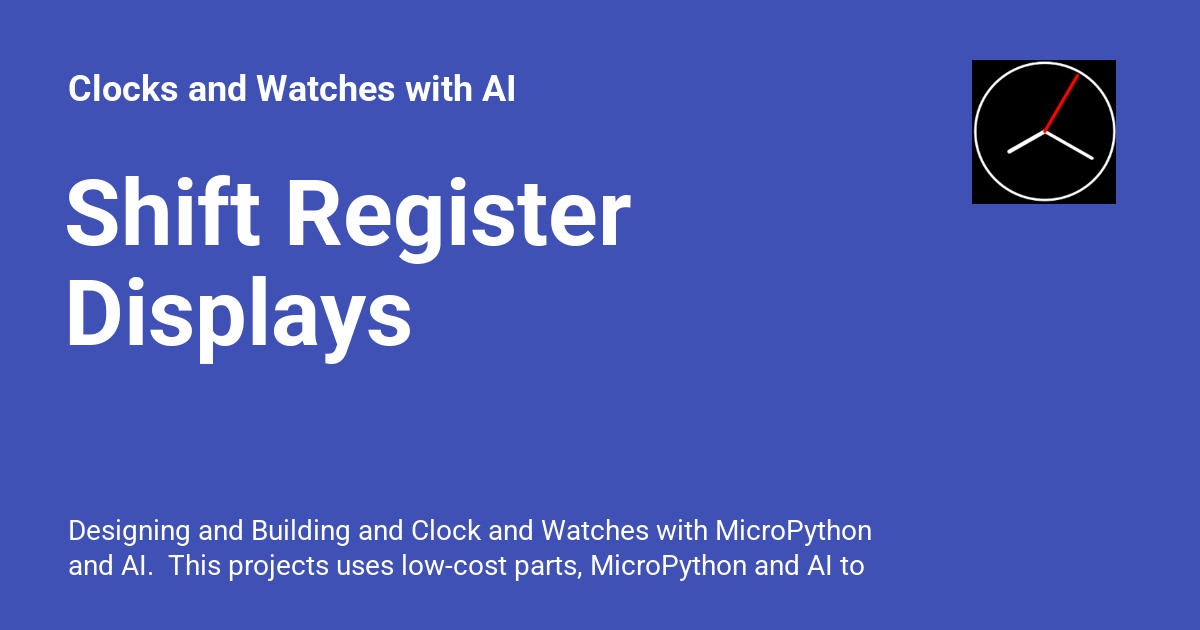 Clocks and Watches with AI
Shift Register
Displays
Designing and Building and Clock and Watches with MicroPython
and AI.  This projects uses low-cost parts, MicroPython and AI to